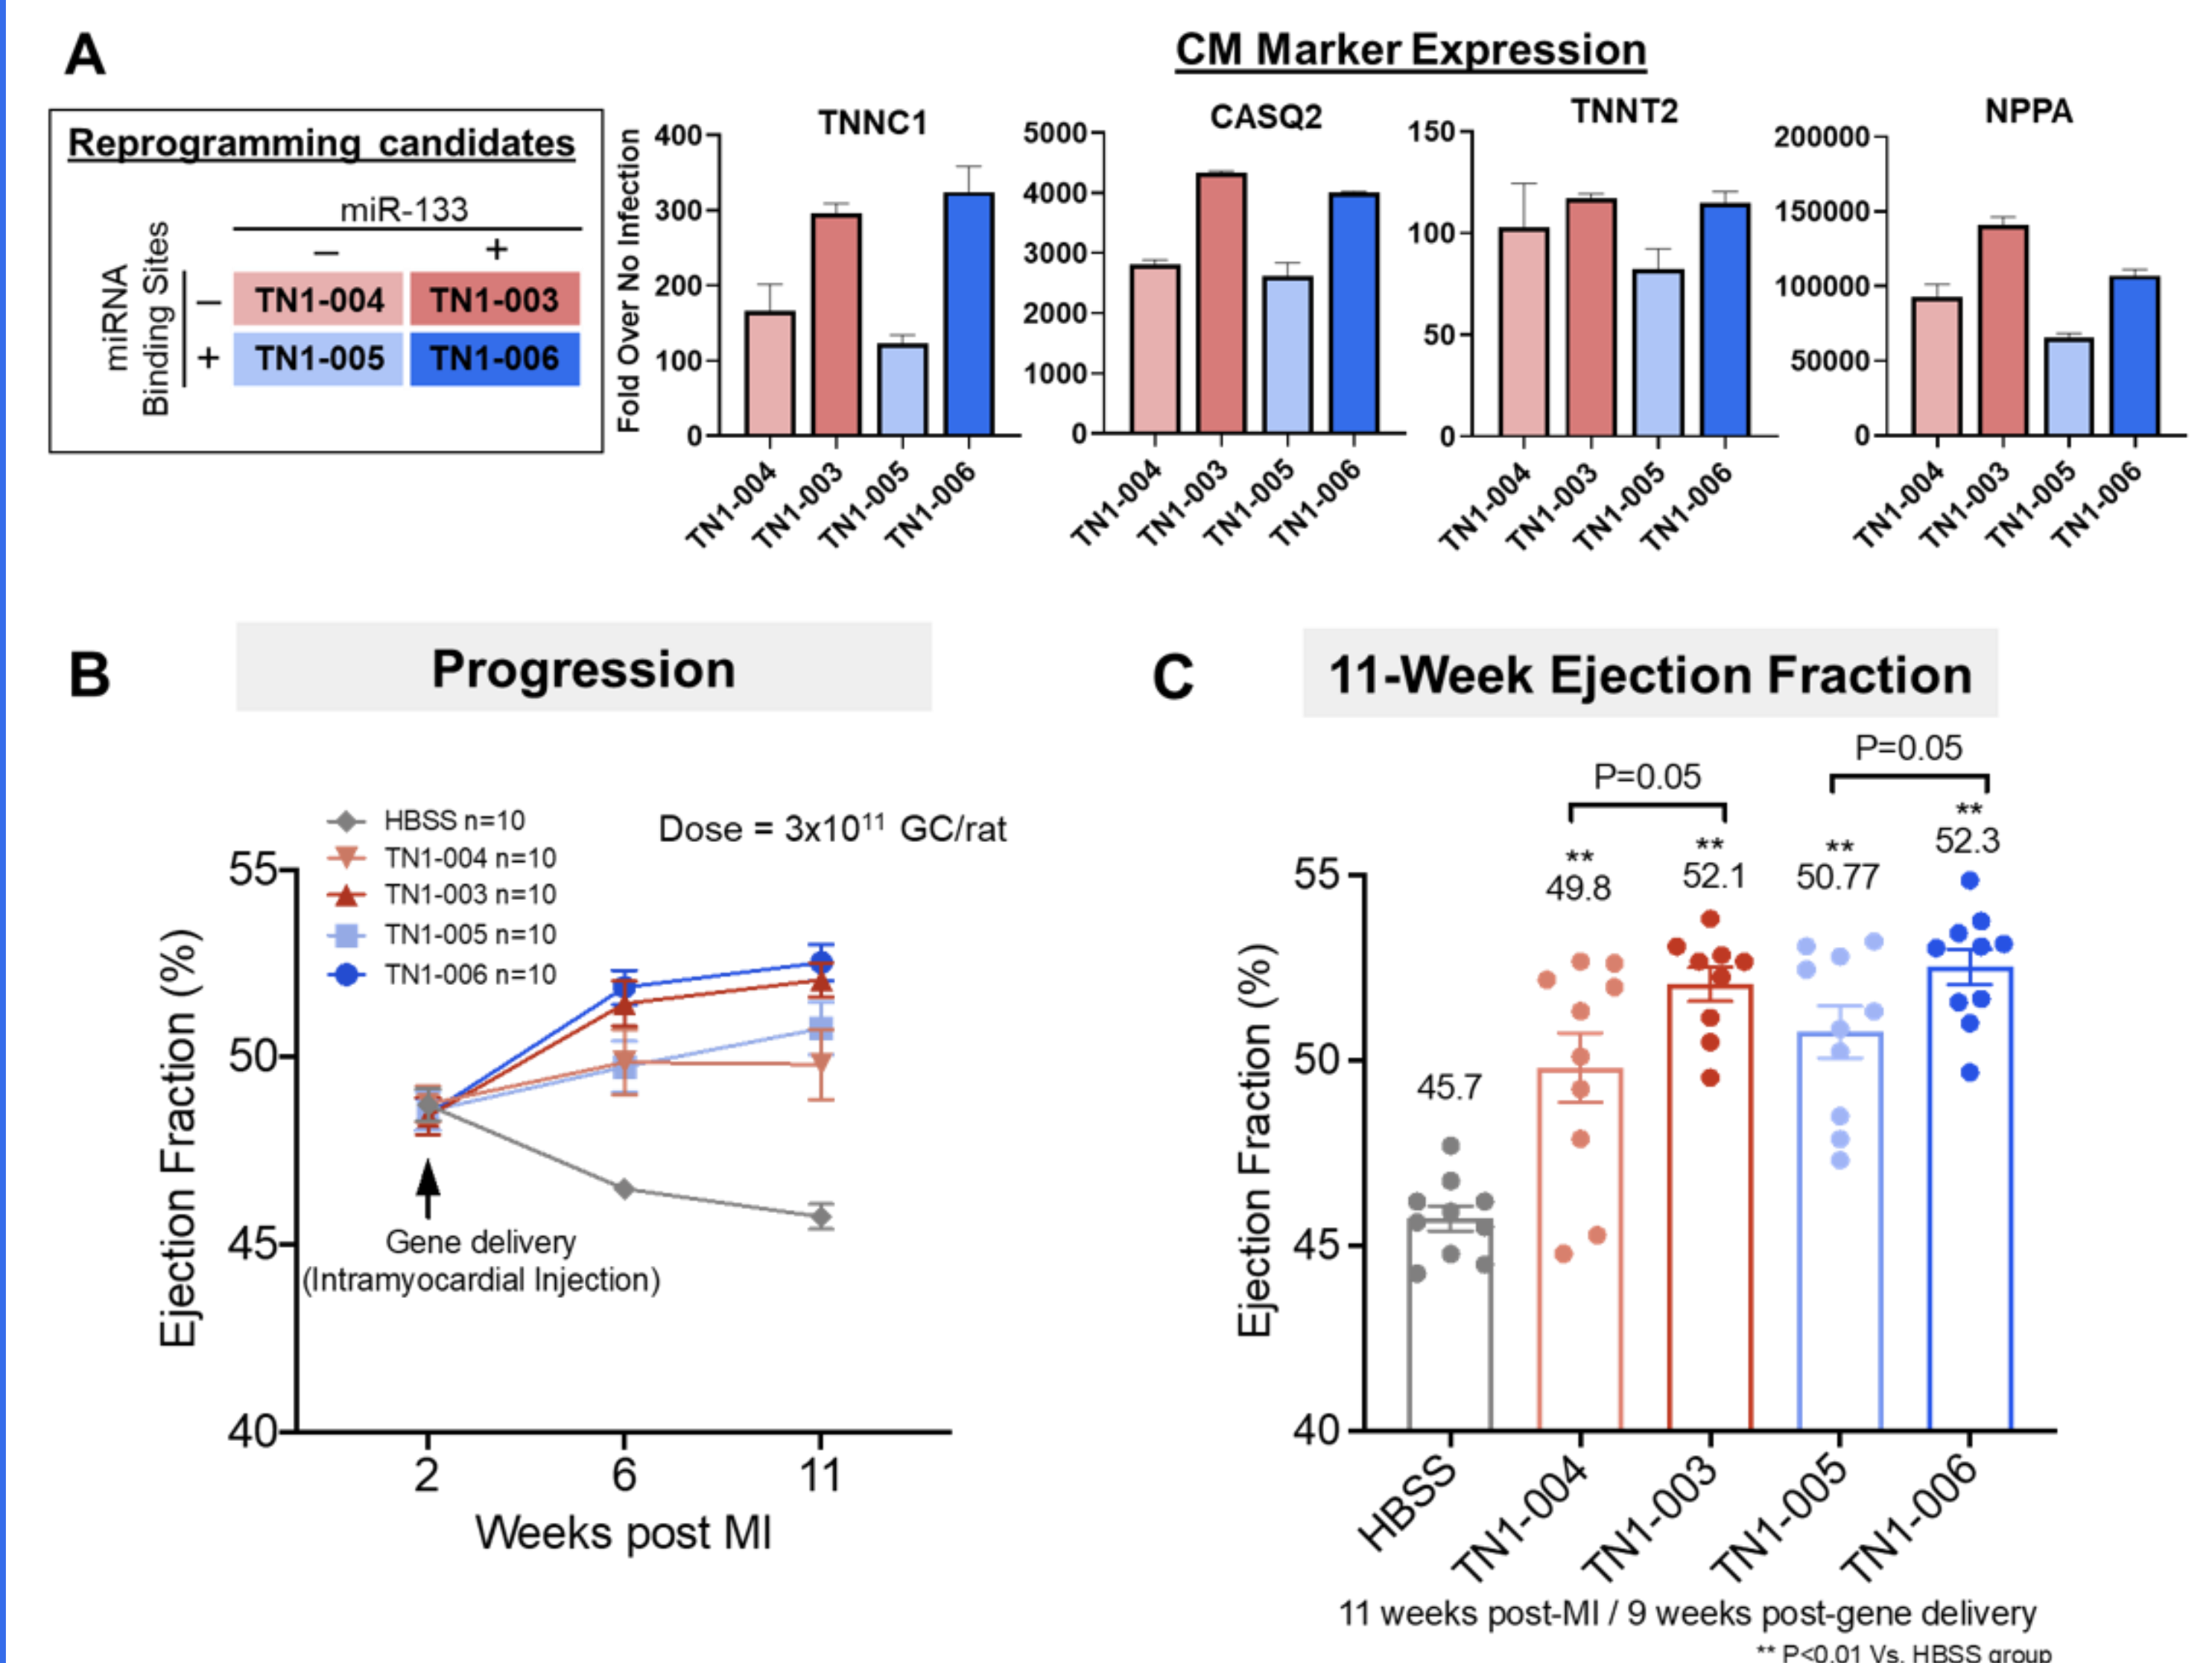 A
CM Marker Expression
Reprogramming candidates
miR-133
– +
miRNA
Binding Sites
– TN1-004 TN1-003
+ TN1-005 TN1-006
Fold Over No Infection
TNNC1
400
300
200
100
0
TN1-004 TN1-003 TN1-005 TN1-006
CASQ2
5000
4000
3000
2000
1000
0
TN1-004 TN1-003 TN1-005 TN1-006
TNNT2
150
100
50
0
TN1-004 TN1-003 TN1-005 TN1-006
NPPA
200000
150000
100000
50000
0
TN1-004 TN1-003 TN1-005 TN1-006
B
Progression
HBSS n=10
TN1-004 n=10
TN1-003 n=10
TN1-005 n=10
TN1-006 n=10
Dose = 3x10¹¹ GC/rat
Ejection Fraction (%)
55
50
45
40
Gene delivery
(Intramyocardial Injection)
2 6 11
Weeks post MI
C
11-Week Ejection Fraction
P=0.05
P=0.05
** ** ** **
45.7 49.8 52.1 50.77 52.3
Ejection Fraction (%)
55
50
45
40
HBSS TN1-004 TN1-003 TN1-005 TN1-006
11 weeks post-MI / 9 weeks post-gene delivery
** P<0.01 Vs. HBSS group